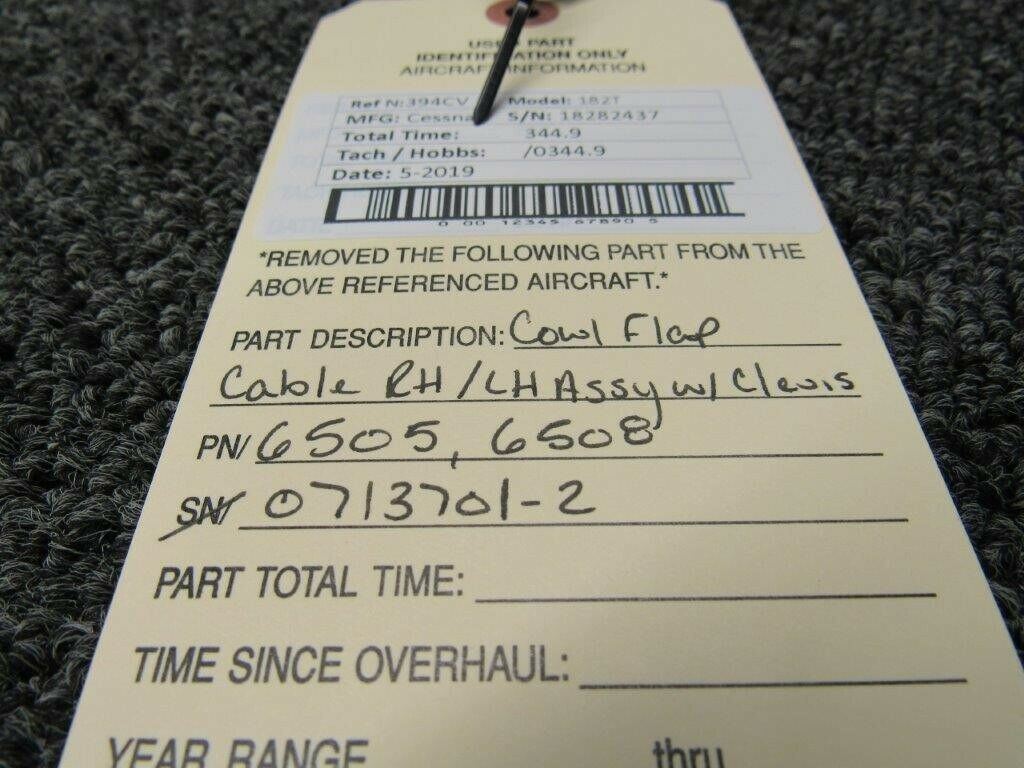 USED PART
IDENTIFICATION ONLY
AIRCRAFT INFORMATION
Ref N:394CV Model: 182T
MFG: Cessna S/N: 18282437
Total Time: 344.9
Tach / Hobbs: /0344.9
Date: 5-2019
0 00 12345 67890 5
*REMOVED THE FOLLOWING PART FROM THE
ABOVE REFERENCED AIRCRAFT.*
PART DESCRIPTION: Cowl Flap
Cable RH/LH Assy w/ Clevis
PN/ 6505, 6508
SN/ 0713701-2
PART TOTAL TIME:
TIME SINCE OVERHAUL:
YEAR RANGE thru